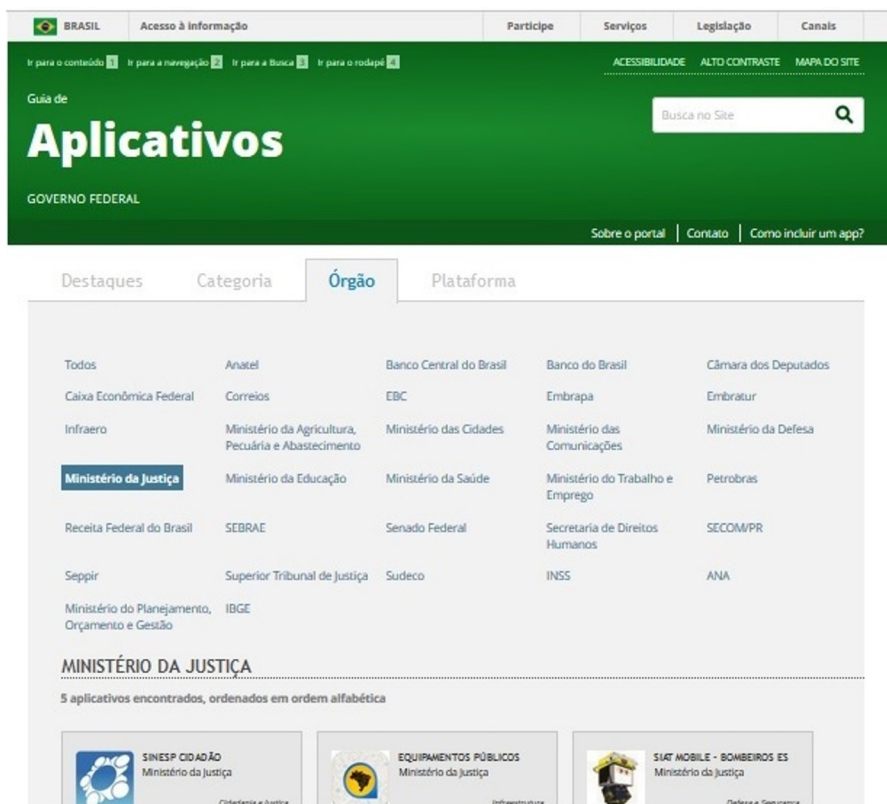 BRASIL Acesso à informação Participe Serviços Legislação Canais
Ir para o conteúdo 1 Ir para a navegação 2 Ir para a Busca 3 Ir para o rodapé 4 ACESSIBILIDADE ALTO CONTRASTE MAPA DO SITE
Guia de
Busca no Site
Aplicativos
GOVERNO FEDERAL
Sobre o portal Contato Como incluir um app?
Destaques Categoria Órgão Plataforma
Todos Anatel Banco Central do Brasil Banco do Brasil Câmara dos Deputados
Caixa Econômica Federal Correios EBC Embrapa Embratur
Infraero Ministério da Agricultura, Ministério das Cidades Ministério das Ministério da Defesa
Pecuária e Abastecimento Comunicações
Ministério da Justiça Ministério da Educação Ministério da Saúde Ministério do Trabalho e Petrobras
Emprego
Receita Federal do Brasil SEBRAE Senado Federal Secretaria de Direitos SECOM/PR
Humanos
Seppir Superior Tribunal de Justiça Sudeco INSS ANA
Ministério do Planejamento, IBGE
Orçamento e Gestão
MINISTÉRIO DA JUSTIÇA
5 aplicativos encontrados, ordenados em ordem alfabética
SINESP CIDADÃO EQUIPAMENTOS PÚBLICOS SIAT MOBILE - BOMBEIROS ES
Ministério da Justiça Ministério da Justiça Ministério da Justiça
Cidadania e Justiça Infraestrutura Defesa e Segurança